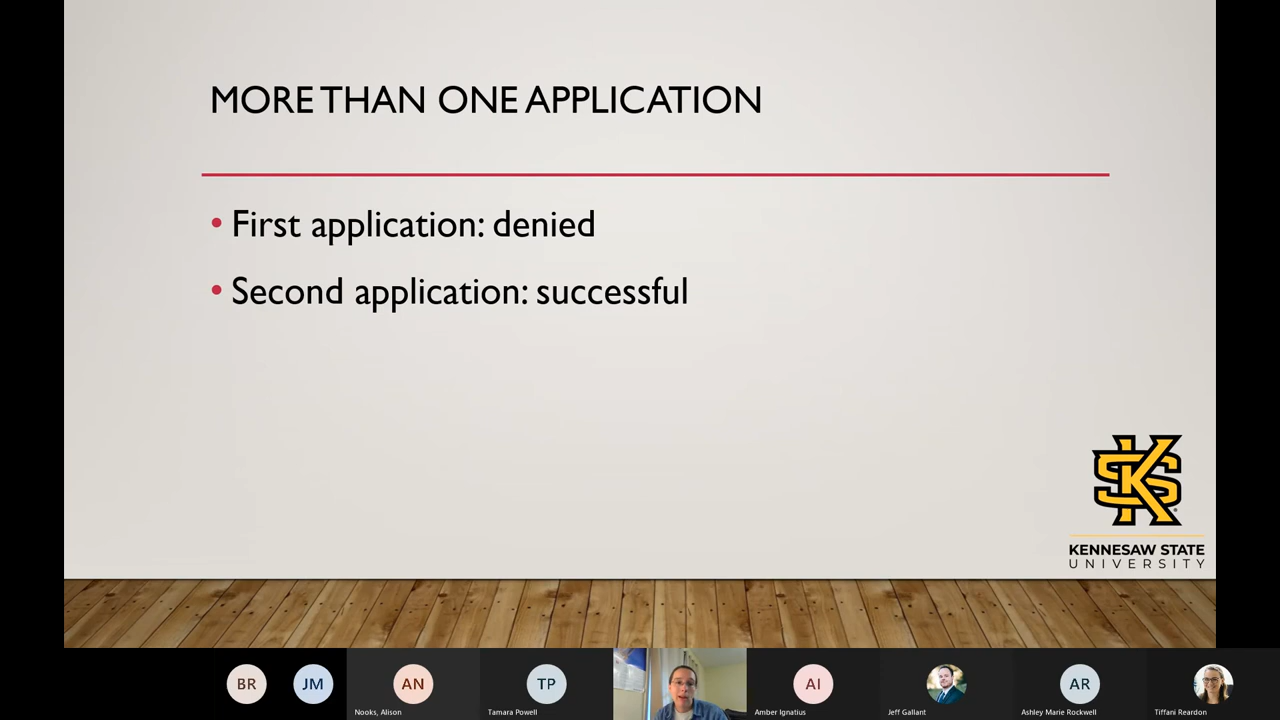 MORE THAN ONE APPLICATION
• First application: denied
• Second application: successful
KS
KENNESAW STATE
UNIVERSITY
BR
JM
AN
TP
AI
AR
Nooks, Alison
Tamara Powell
Amber Ignatius
Jeff Gallant
Ashley Marie Rockwell
Tiffani Reardon